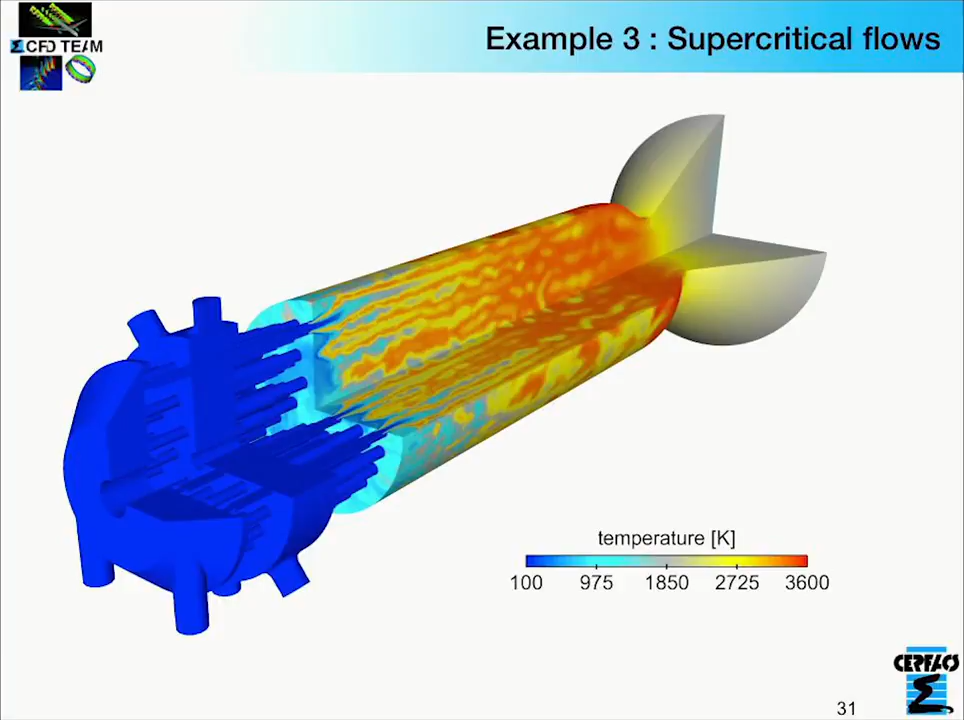 CFD TEAM
Example 3 : Supercritical flows
temperature [K]
100 975 1850 2725 3600
CERFACS
31